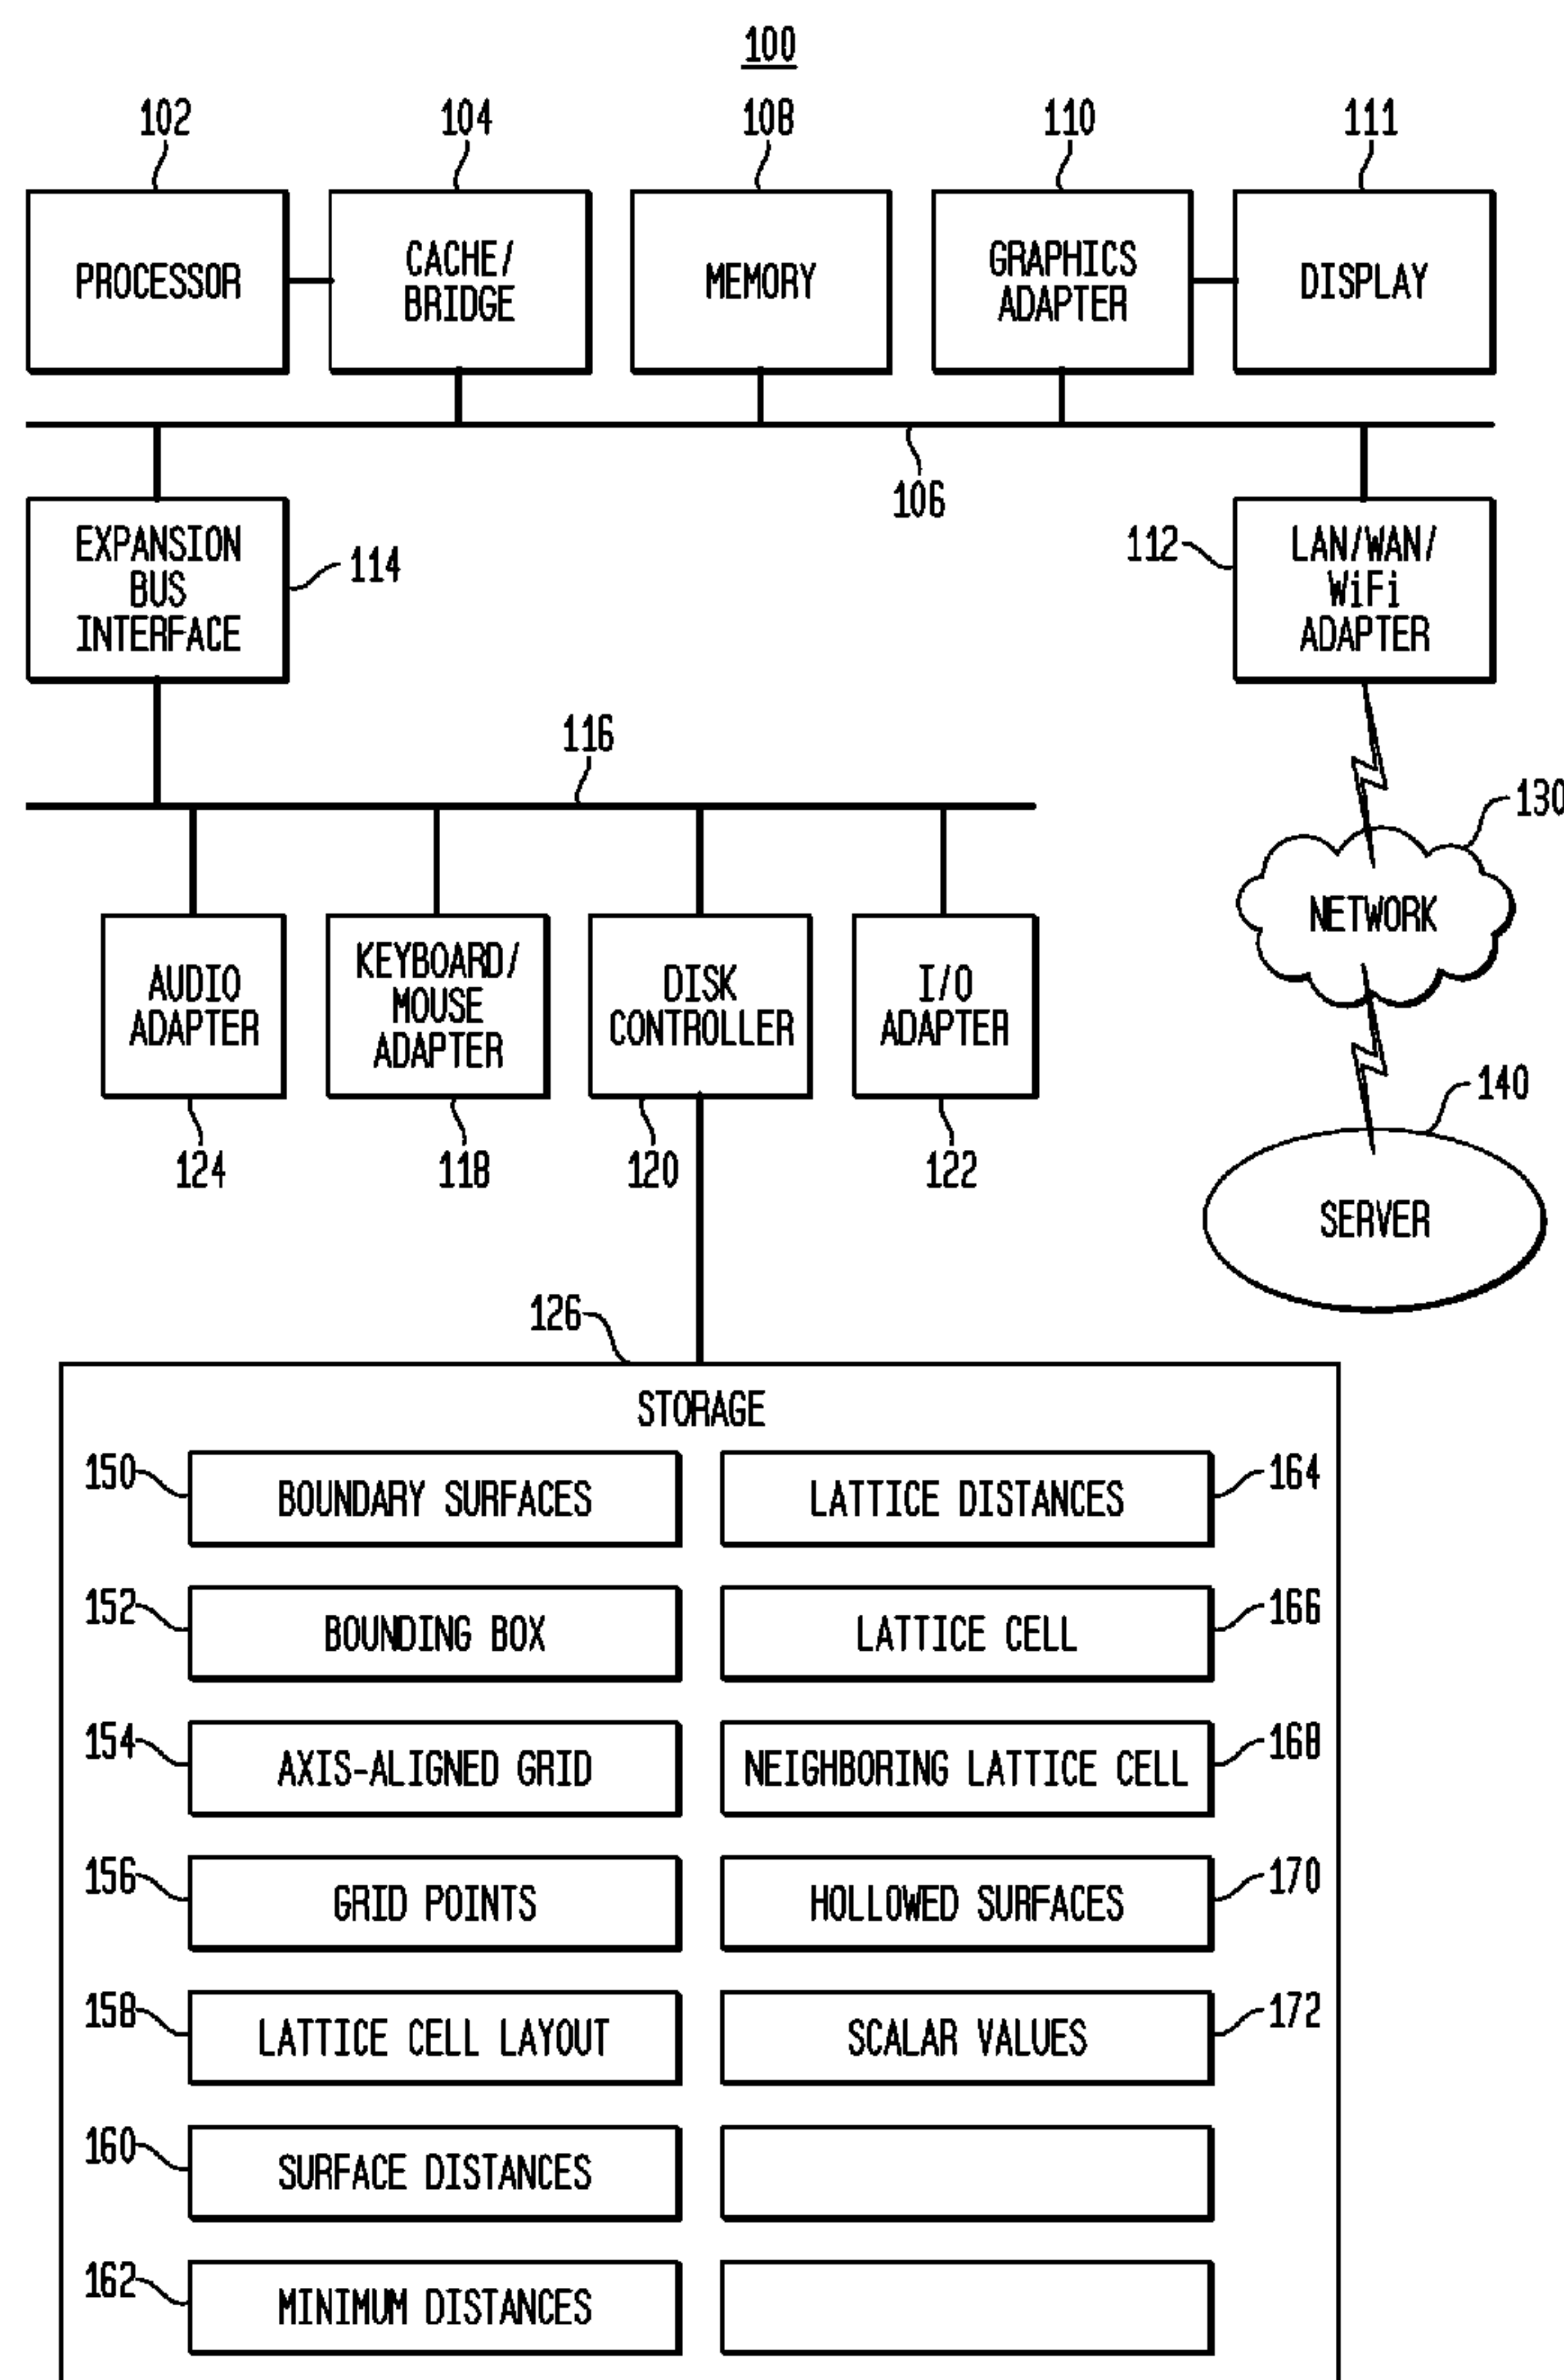 100
102
104
108
110
111
PROCESSOR
CACHE/
BRIDGE
MEMORY
GRAPHICS
ADAPTER
DISPLAY
106
EXPANSION
BUS
INTERFACE
114
112
LAN/WAN/
WiFi
ADAPTER
116
130
NETWORK
AUDIO
ADAPTER
KEYBOARD/
MOUSE
ADAPTER
DISK
CONTROLLER
I/O
ADAPTER
124
118
120
122
140
SERVER
126
STORAGE
150
BOUNDARY SURFACES
LATTICE DISTANCES
164
152
BOUNDING BOX
LATTICE CELL
166
154
AXIS-ALIGNED GRID
NEIGHBORING LATTICE CELL
168
156
GRID POINTS
HOLLOWED SURFACES
170
158
LATTICE CELL LAYOUT
SCALAR VALUES
172
160
SURFACE DISTANCES
162
MINIMUM DISTANCES